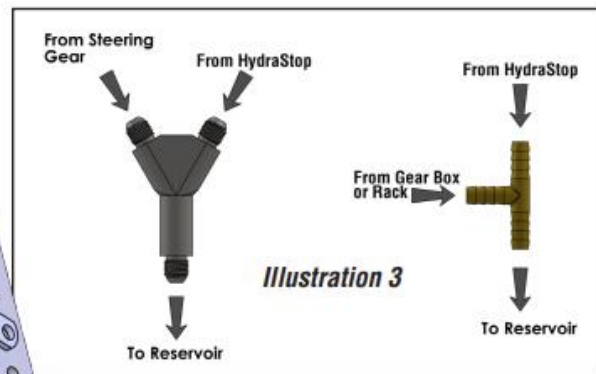 From Steering
Gear
From HydraStop
From HydraStop
From Gear Box
or Rack
Illustration 3
To Reservoir
To Reservoir